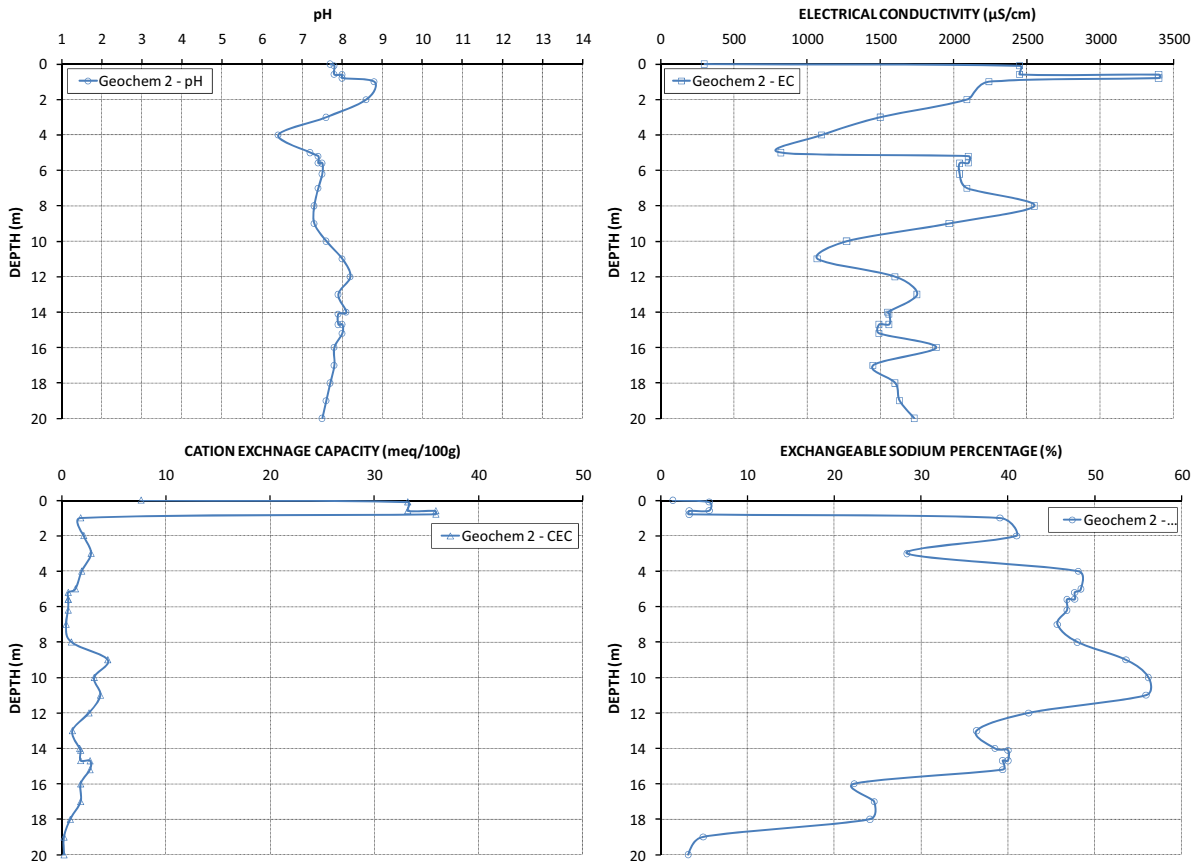 pH
1 2 3 4 5 6 7 8 9 10 11 12 13 14
0
2
4
6
8
10
12
14
16
18
20
DEPTH (m)
Geochem 2 - pH
ELECTRICAL CONDUCTIVITY (µS/cm)
0 500 1000 1500 2000 2500 3000 3500
0
2
4
6
8
10
12
14
16
18
20
DEPTH (m)
Geochem 2 - EC
CATION EXCHNAGE CAPACITY (meq/100g)
0 10 20 30 40 50
0
2
4
6
8
10
12
14
16
18
20
DEPTH (m)
Geochem 2 - CEC
EXCHANGEABLE SODIUM PERCENTAGE (%)
0 10 20 30 40 50 60
0
2
4
6
8
10
12
14
16
18
20
DEPTH (m)
Geochem 2 -...